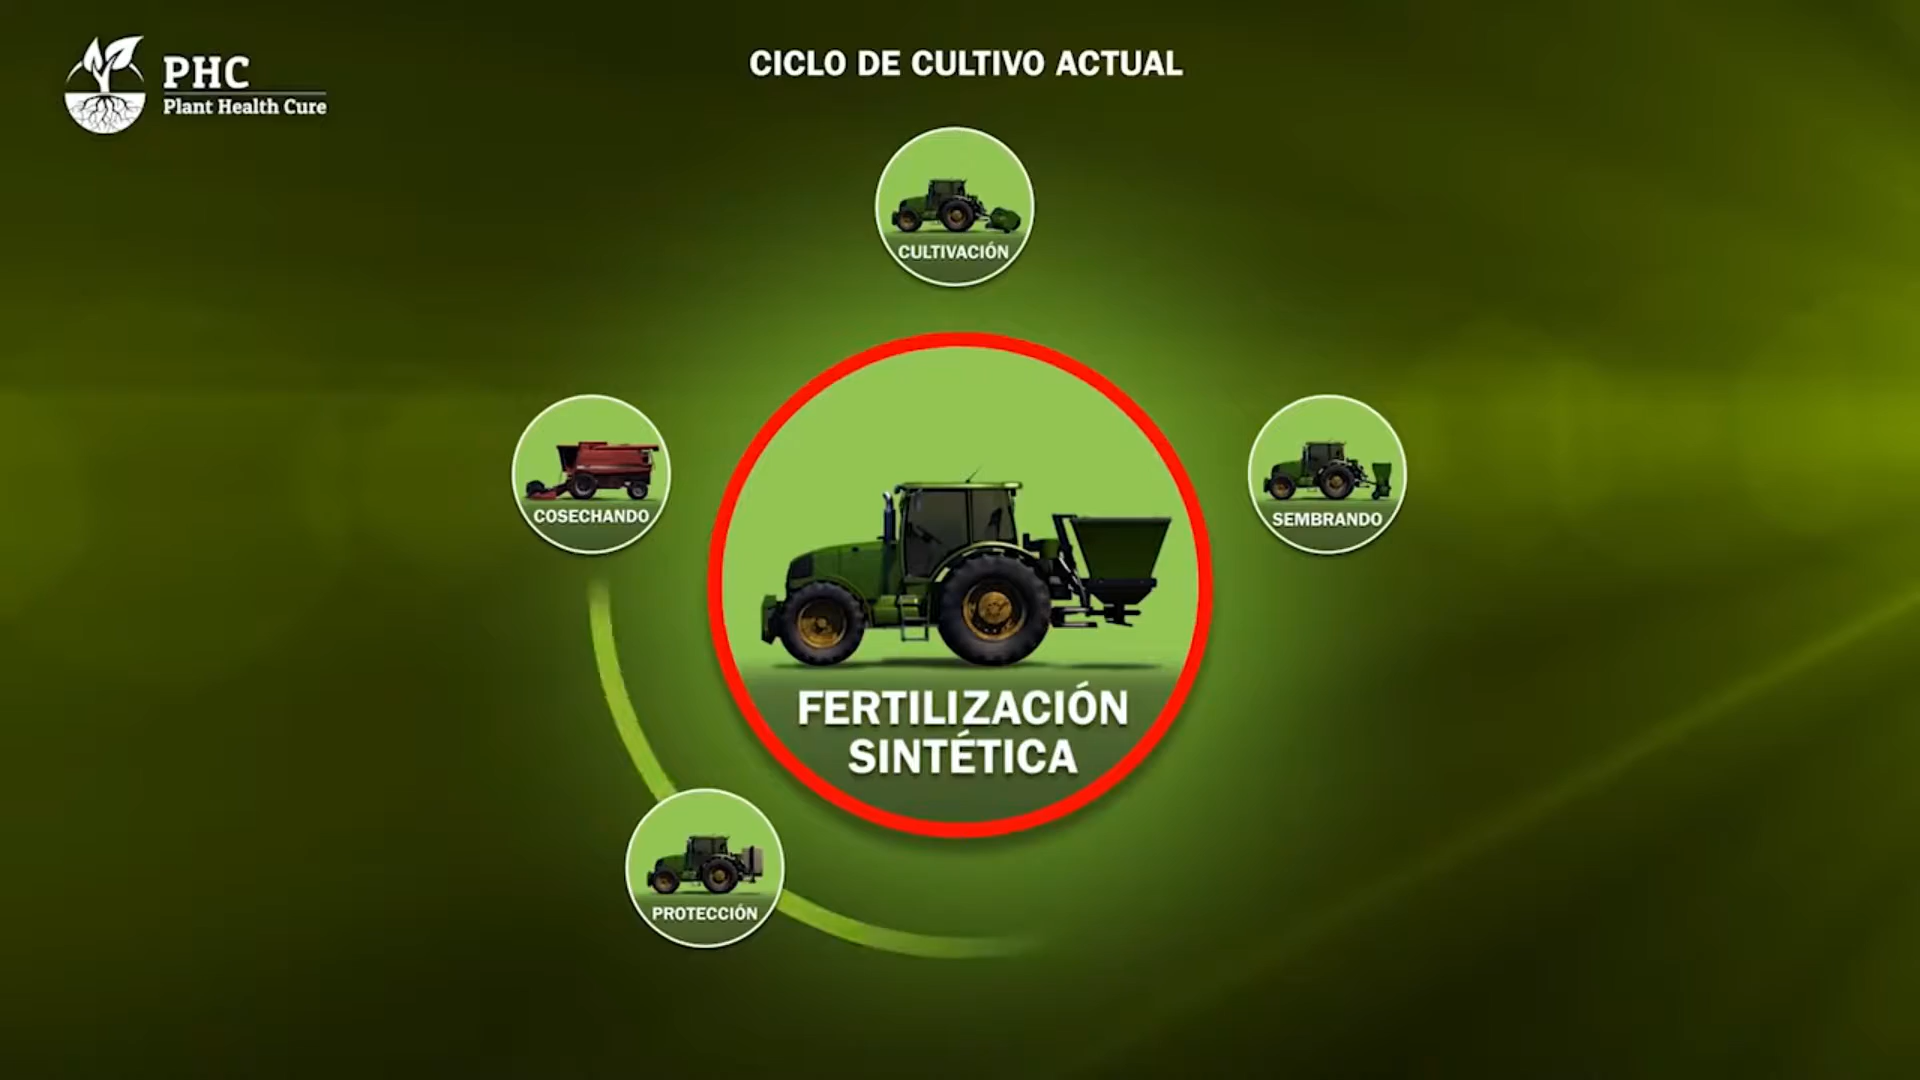 PHC
Plant Health Cure
CICLO DE CULTIVO ACTUAL
CULTIVACIÓN
COSECHANDO
SEMBRANDO
FERTILIZACIÓN
SINTÉTICA
PROTECCIÓN